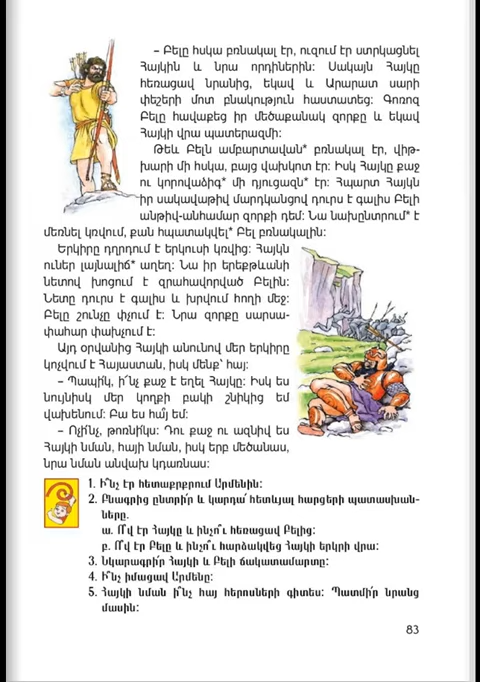 – Բելը հսկա բռնակալ էր, ուզում էր ստրկացնել
Հայկին և նրա որդիներին: Սակայն Հայկը
հեռացավ նրանից, եկավ և Արարատ սարի
փեշերի մոտ բնակություն հաստատեց: Գոռոզ
Բելը հավաքեց իր մեծաքանակ զորքը և եկավ
Հայկի վրա պատերազմի:
Թեև Բելն ամբարտավան* բռնակալ էր, վիթ-
խարի մի հսկա, բայց վախկոտ էր: Իսկ Հայկը քաջ
ու կորովաձիգ* մի դյուցազն* էր: Հպարտ Հայկն
իր սակավաթիվ մարդկանցով դուրս է գալիս Բելի
անթիվ-անհամար զորքի դեմ: Նա նախընտրում* է
մեռնել կռվում, քան հպատակվել* Բել բռնակալին:
Երկիրը դղրդում է երկուսի կռվից: Հայկն
ուներ լայնալիճ* աղեղ: Նա իր երեքթևանի
նետով խոցում է զրահավորված Բելին:
Նետը դուրս է գալիս և խրվում հողի մեջ:
Բելը շունչը փչում է: Նրա զորքը սարսա-
փահար փախչում է:
Այդ օրվանից Հայկի անունով մեր երկիրը
կոչվում է Հայաստան, իսկ մենք՝ հայ:
– Պապի՛կ, ի՜նչ քաջ է եղել Հայկը: Իսկ ես
նույնիսկ մեր կողքի բակի շնիկից եմ
վախենում: Բա ես հա՞յ եմ:
– Ոչի՜նչ, թոռնի՛կս: Դու քաջ ու ազնիվ ես
Հայկի նման, հայի նման, իսկ երբ մեծանաս,
նրա նման անվախ կդառնաս:
1. Ի՞նչ էր հետաքրքրում Արմենին:
2. Բնագրից ընտրի՛ր և կարդա՛ հետևյալ հարցերի պատասխան-
ները.
ա. Ո՞վ էր Հայկը և ինչո՞ւ հեռացավ Բելից:
բ. Ո՞վ էր Բելը և ինչո՞ւ հարձակվեց Հայկի երկրի վրա:
3. Նկարագրի՛ր Հայկի և Բելի ճակատամարտը:
4. Ի՞նչ իմացավ Արմենը:
5. Հայկի նման ի՞նչ հայ հերոսների գիտես: Պատմի՛ր նրանց
մասին:
83